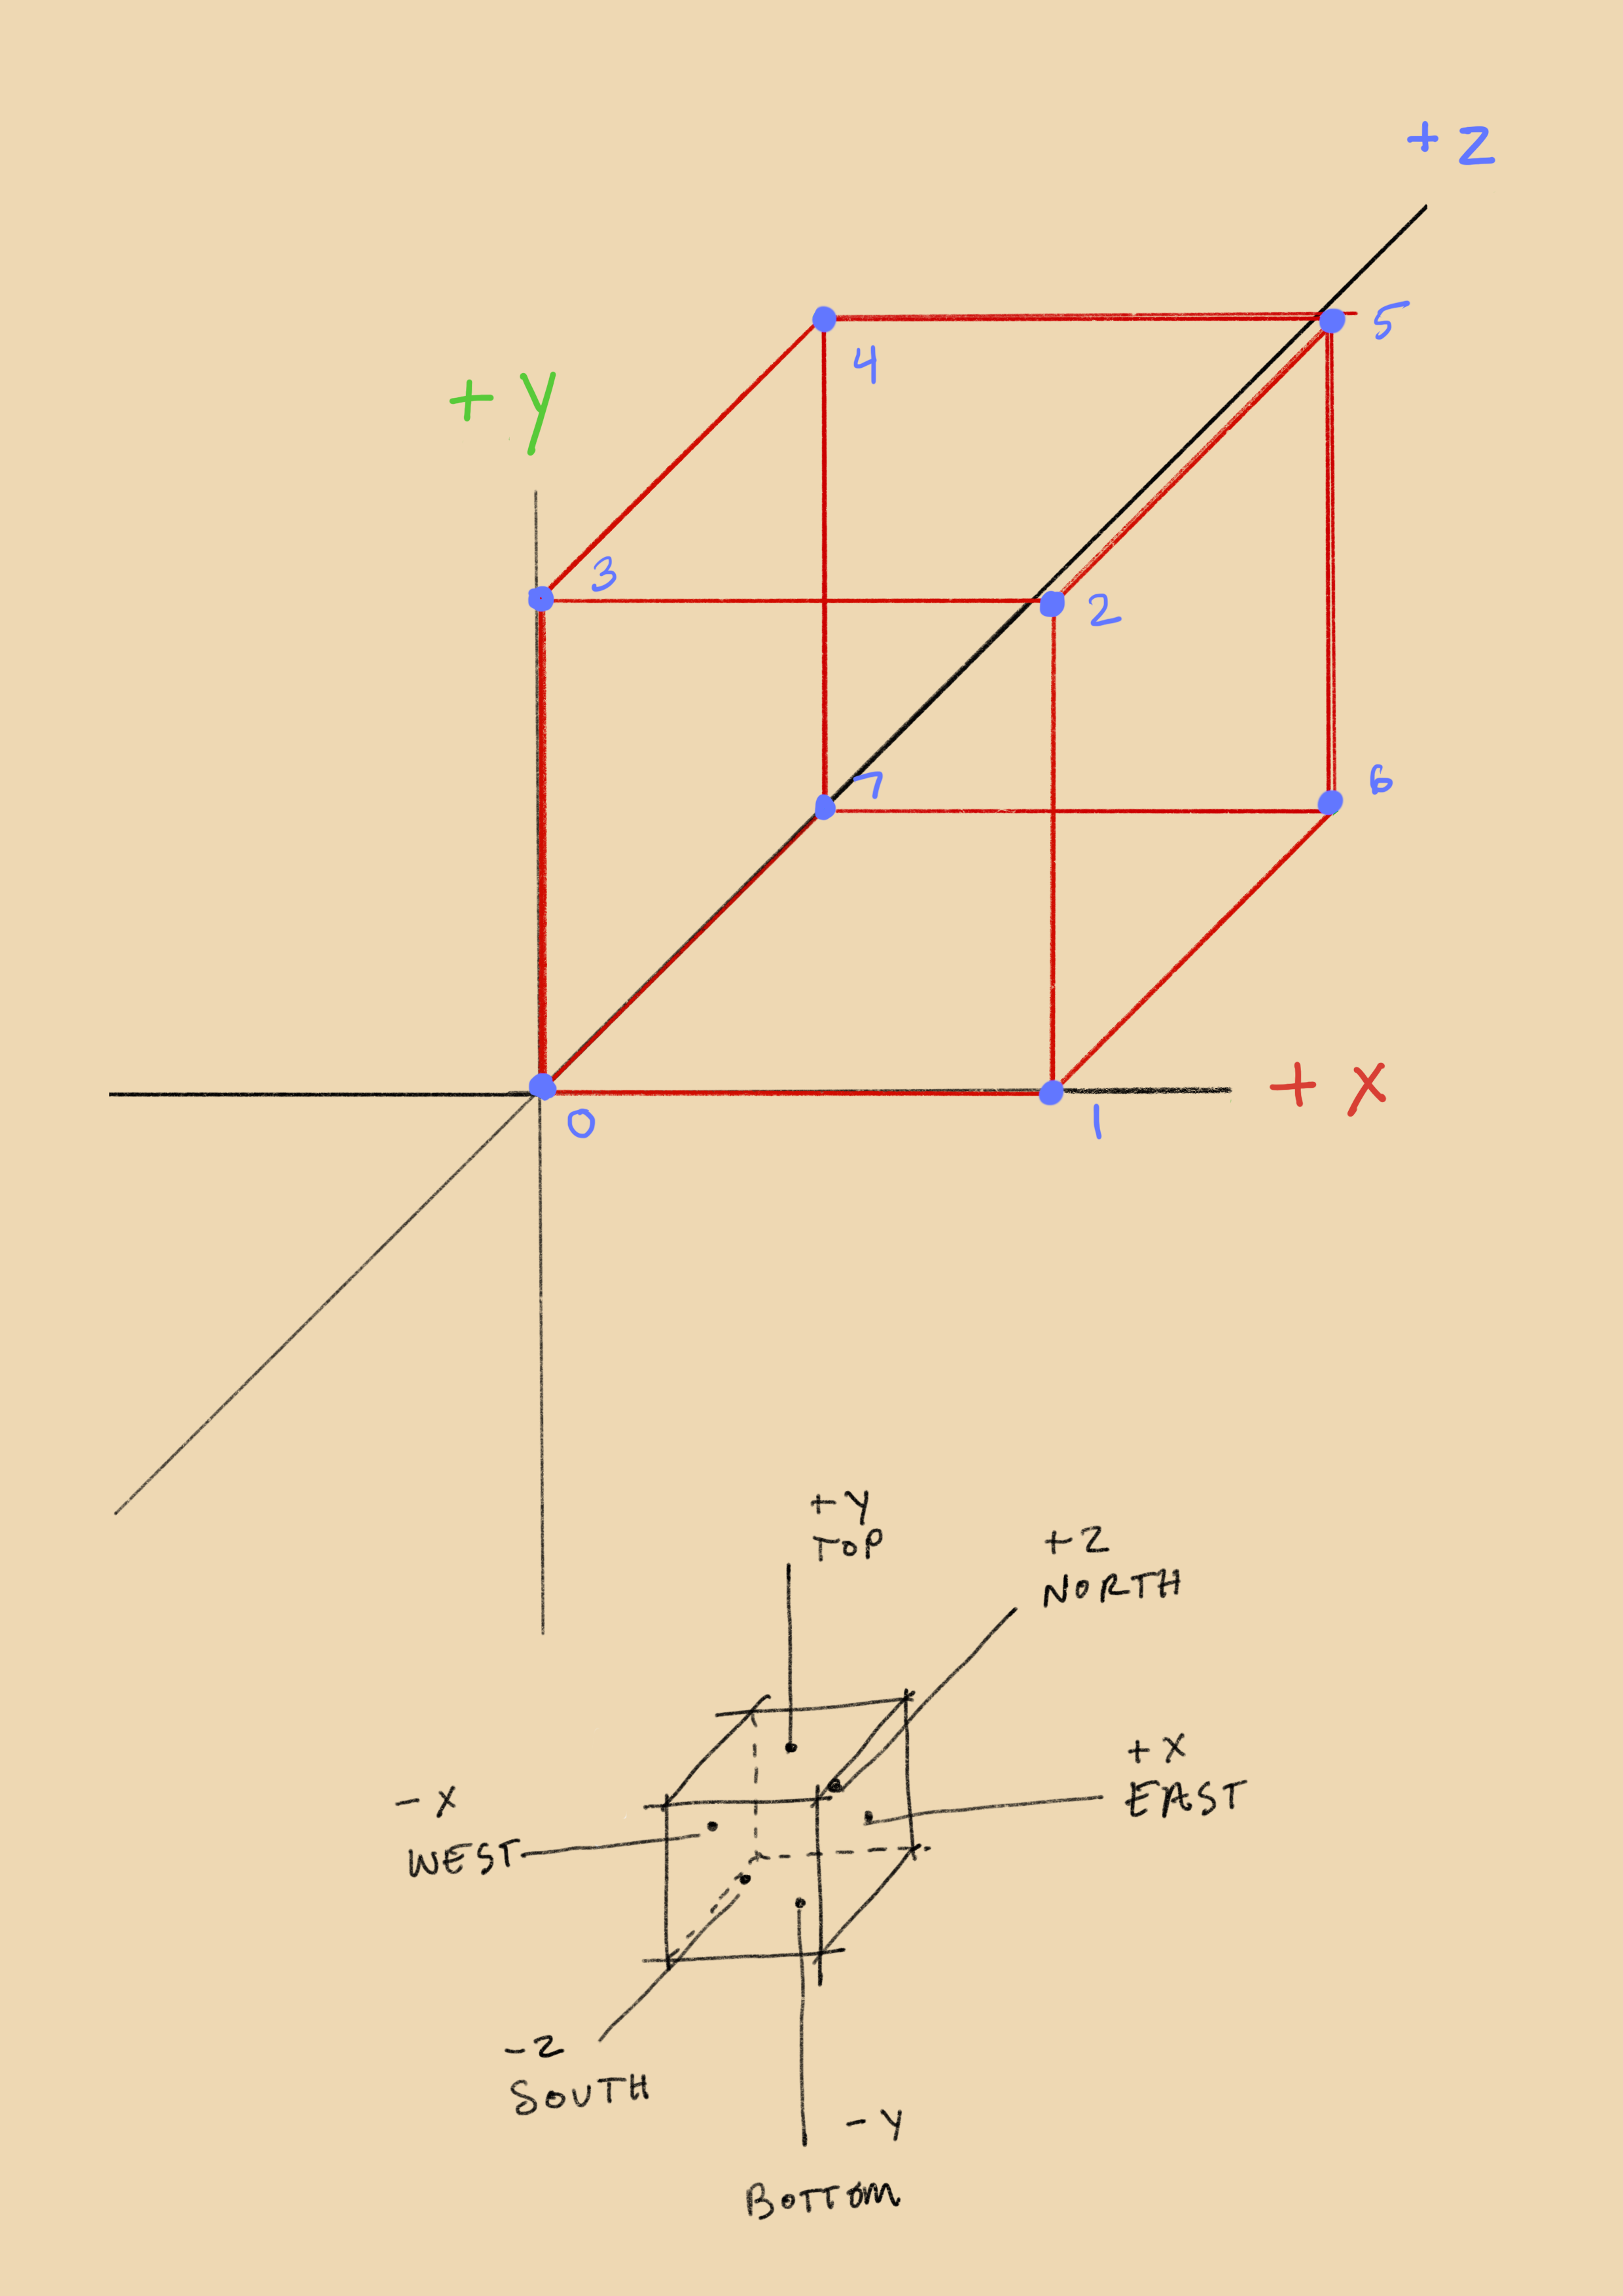 + Z
5
4
+ Y
3
2
6
7
+ X
0
1
+ Y
TOP
+ Z
NORTH
+ X
EAST
- X
WEST
- Z
SOUTH
- Y
BOTTOM